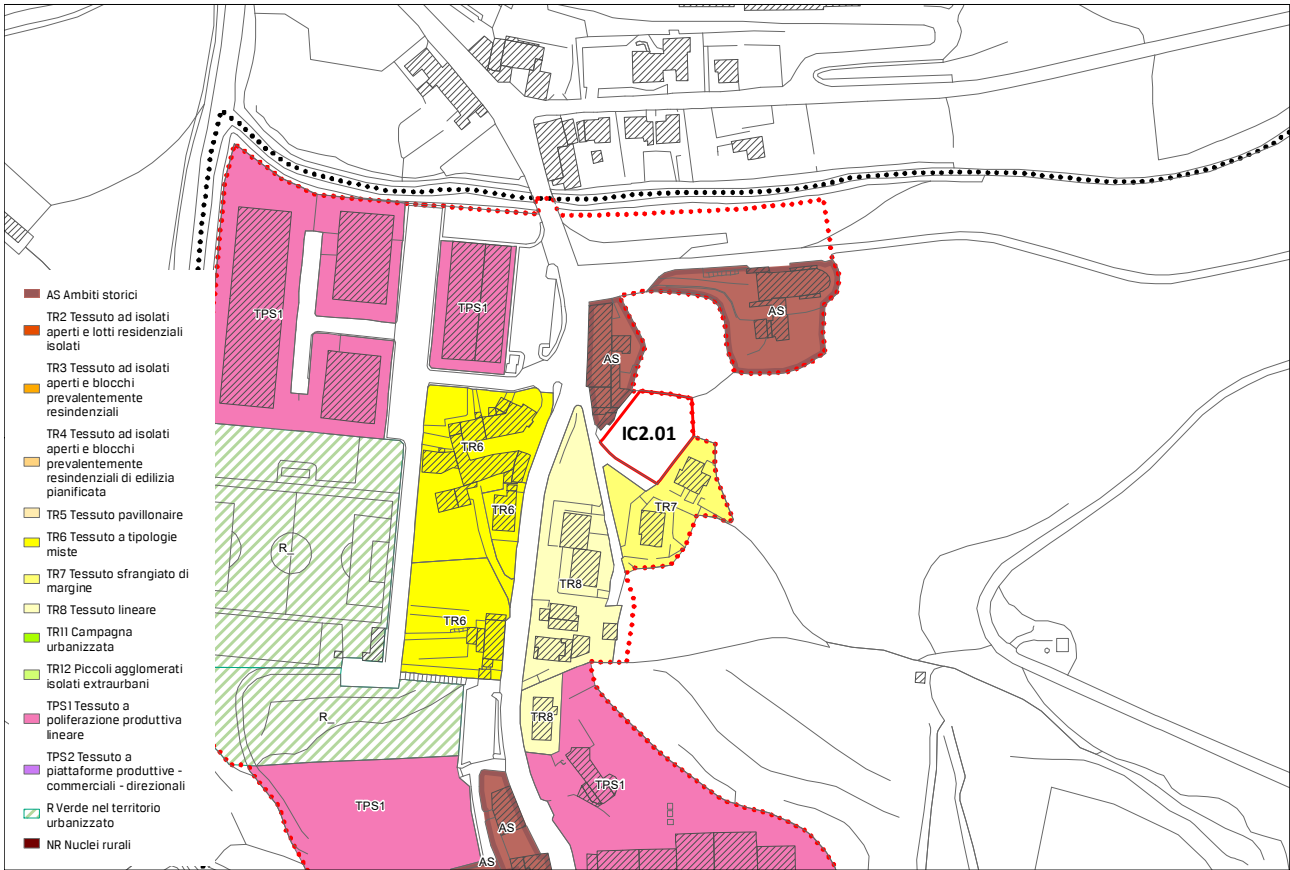 AS Ambiti storici
TR2 Tessuto ad isolati
aperti e lotti residenziali
isolati
TR3 Tessuto ad isolati
aperti e blocchi
prevalentemente
resindenziali
TR4 Tessuto ad isolati
aperti e blocchi
prevalentemente
resindenziali di edilizia
pianificata
TR5 Tessuto pavillonaire
TR6 Tessuto a tipologie
miste
TR7 Tessuto sfrangiato di
margine
TR8 Tessuto lineare
TR11 Campagna
urbanizzata
TR12 Piccoli agglomerati
isolati extraurbani
TPS1 Tessuto a
poliferazione produttiva
lineare
TPS2 Tessuto a
piattaforme produttive -
commerciali - direzionali
R Verde nel territorio
urbanizzato
NR Nuclei rurali
TPS1
TPS1
AS
AS
IC2.01
TR6
TR6
TR7
R_
TR8
TR6
R_
TR8
TPS1
TPS1
AS
AS